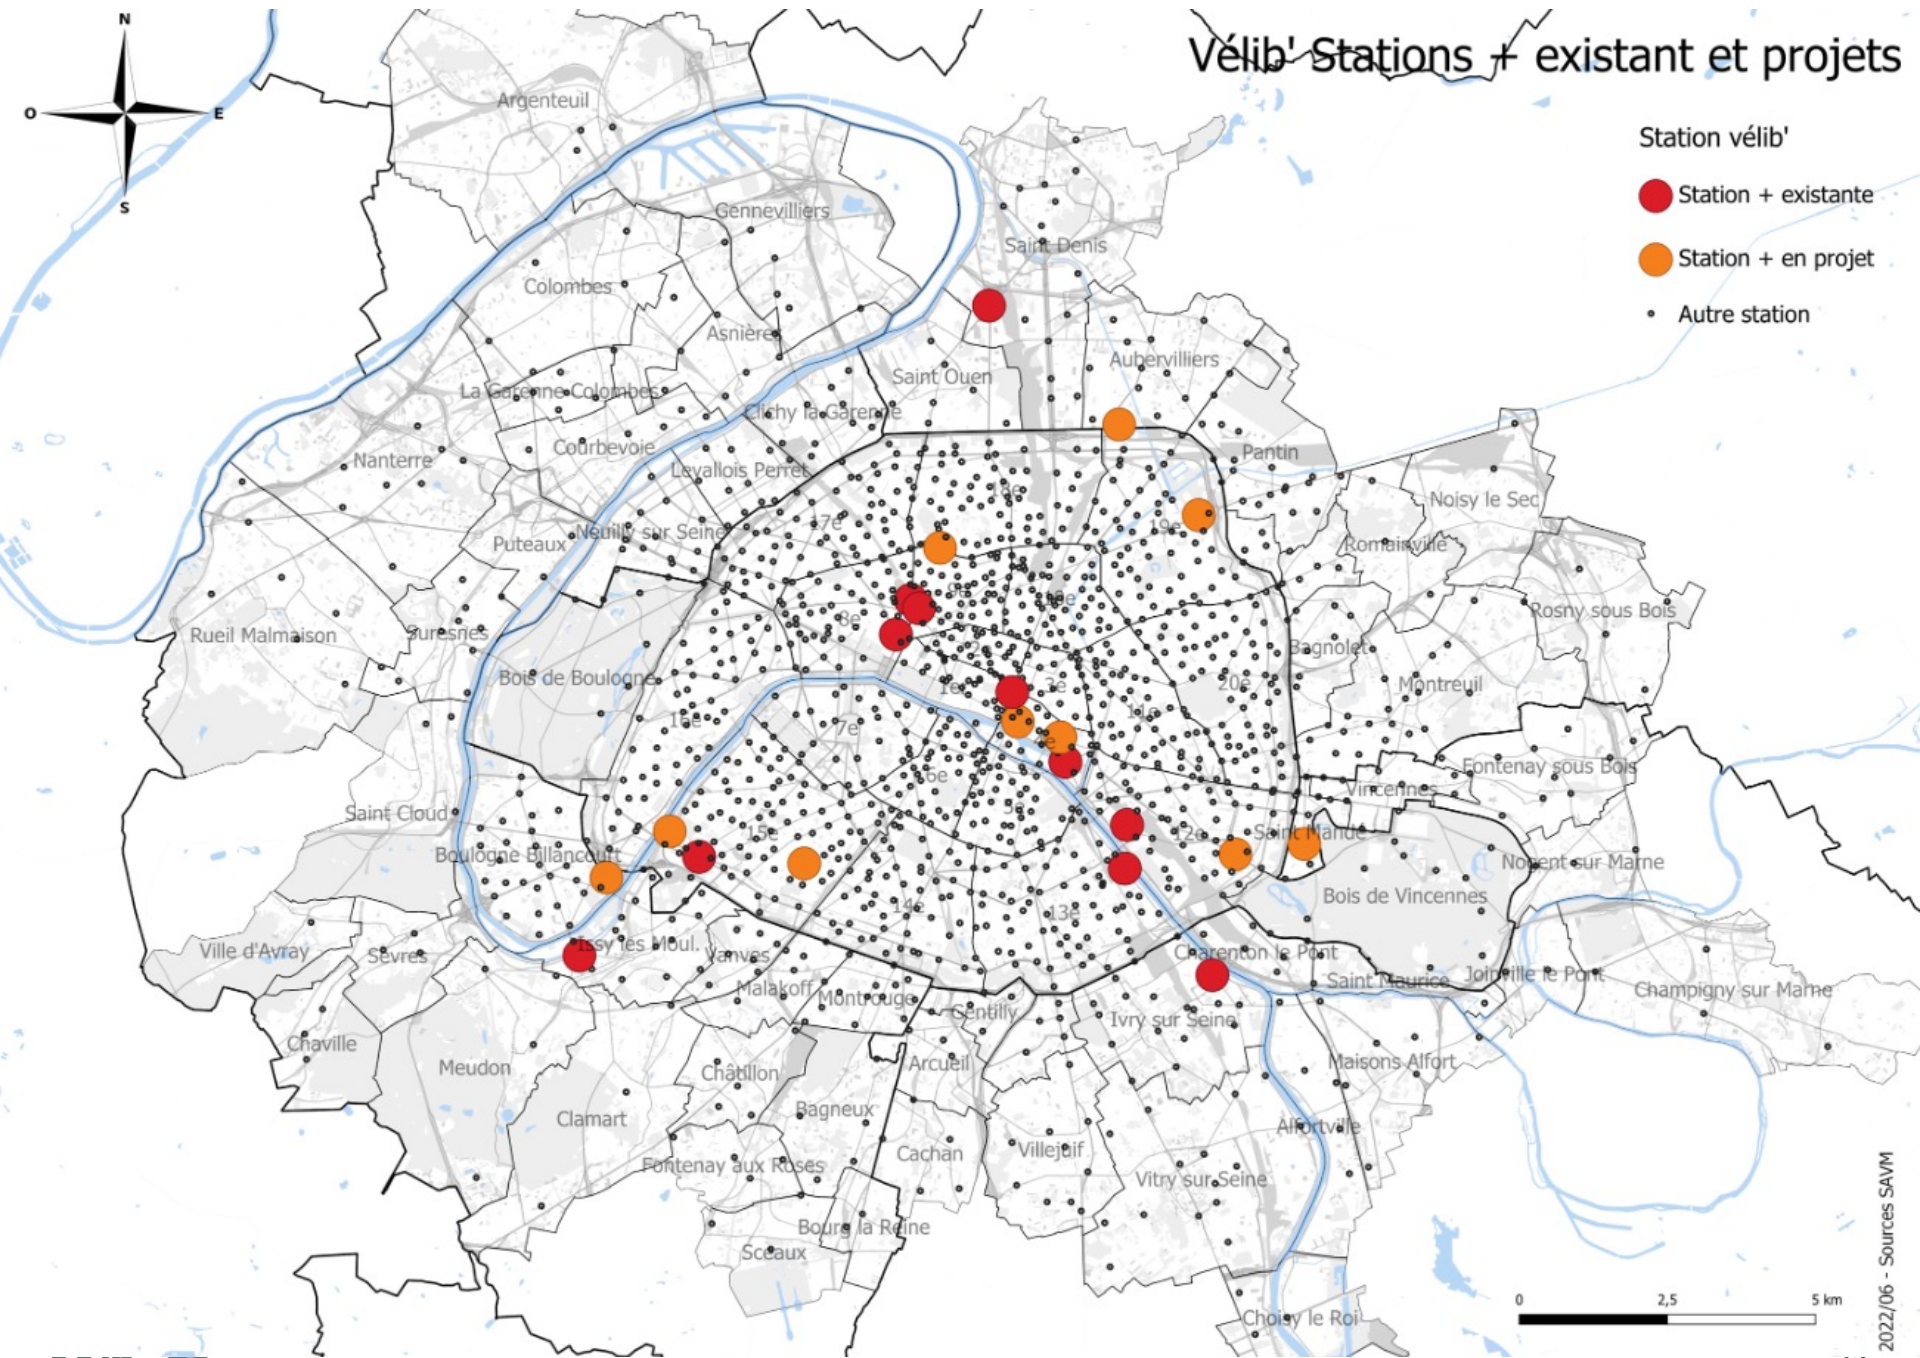 N
Vélib' Stations + existant et projets
O
E
Argenteuil
Station vélib'
Station + existante
S
Gennevilliers
Saint Denis
Station + en projet
Colombes
Autre station
Asnières
Aubervilliers
Saint Ouen
La Garenne Colombes
Clichy la Garenne
Courbevoie
Pantin
Nanterre
Levallois Perret
18e
Noisy le Sec
17e
19e
Neuilly sur Seine
Puteaux
Romainville
9e
10e
Rosny sous Bois
8e
Rueil Malmaison
Suresnes
2e
Bagnolet
Bois de Boulogne
1e
3e
20e
Montreuil
16e
11e
7e
Fontenay sous Bois
6e
Vincennes
5e
Saint Cloud
15e
12e
Saint Mandé
Boulogne Billancourt
Nogent sur Marne
Bois de Vincennes
14e
13e
Issy les Moul.
Ville d'Avray
Sèvres
Vanves
Charenton le Pont
Saint Maurice
Joinville le Pont
Malakoff
Montrouge
Champigny sur Marne
Gentilly
Ivry sur Seine
Chaville
Meudon
Châtillon
Arcueil
Maisons Alfort
Bagneux
Clamart
Alfortville
Cachan
Villejuif
Fontenay aux Roses
Vitry sur Seine
Bourg la Reine
Sceaux
0
2,5
5 km
Choisy le Roi
2022/06 - Sources SAVM